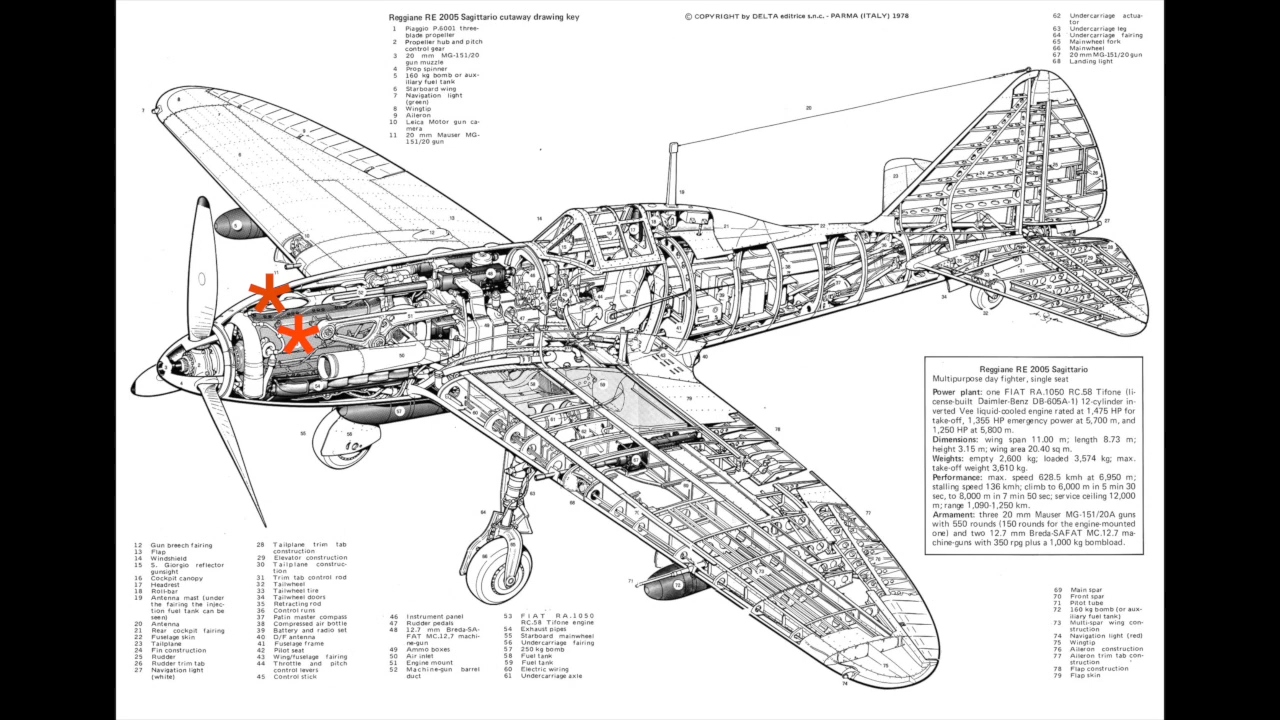 Reggiane RE 2005 Sagittario cutaway drawing key
© COPYRIGHT by DELTA editrice s.n.c. - PARMA (ITALY) 1978
1 Piaggio P.6001 three-
blade propeller
2 Propeller hub and pitch
control gear
3 20 mm MG-151/20
gun muzzle
4 Prop spinner
5 160 kg bomb or aux-
iliary fuel tank
6 Starboard wing
7 Navigation light
(green)
8 Wingtip
9 Aileron
10 Leica Motor gun ca-
mera
11 20 mm Mauser MG-
151/20 gun
62 Undercarriage actua-
tor
63 Undercarriage leg
64 Undercarriage fairing
65 Mainwheel fork
66 Mainwheel
67 20 mm MG-151/20 gun
68 Landing light
Reggiane RE 2005 Sagittario
Multipurpose day fighter, single seat
Power plant: one FIAT RA.1050 RC.58 Tifone (li-
cense-built Daimler-Benz DB-605A-1) 12-cylinder in-
verted Vee liquid-cooled engine rated at 1,475 HP for
take-off, 1,355 HP emergency power at 5,700 m, and
1,250 HP at 5,800 m.
Dimensions: wing span 11.00 m; length 8.73 m;
height 3.15 m; wing area 20.40 sq m.
Weights: empty 2,600 kg; loaded 3,574 kg; max.
take-off weight 3,610 kg.
Performance: max. speed 628.5 kmh at 6,950 m;
stalling speed 136 kmh; climb to 6,000 m in 5 min 30
sec, to 8,000 m in 7 min 50 sec; service ceiling 12,000
m; range 1,090-1,250 km.
Armament: three 20 mm Mauser MG-151/20A guns
with 550 rounds (150 rounds for the engine-mounted
one) and two 12.7 mm Breda-SAFAT MC.12.7 ma-
chine-guns with 350 rpg plus a 1,000 kg bombload.
12 Gun breech fairing
13 Flap
14 Windshield
15 S. Giorgio reflector
gunsight
16 Cockpit canopy
17 Headrest
18 Roll-bar
19 Antenna mast (under
the fairing the injec-
tion fuel tank can be
seen)
20 Antenna
21 Rear cockpit fairing
22 Fuselage skin
23 Tailplane
24 Fin construction
25 Rudder
26 Rudder trim tab
27 Navigation light
(white)
28 Tailplane trim tab
construction
29 Elevator construction
30 Tailplane construc-
tion
31 Trim tab control rod
32 Tailwheel
33 Tailwheel tire
34 Tailwheel doors
35 Retracting rod
36 Control runs
37 Patin master compass
38 Compressed air bottle
39 Battery and radio set
40 D/F antenna
41 Fuselage frame
42 Pilot seat
43 Wing/fuselage fairing
44 Throttle and pitch
control levers
45 Control stick
46 Instrument panel
47 Rudder pedals
48 12.7 mm Breda-SA-
FAT MC.12,7 machi-
ne-gun
49 Ammo boxes
50 Air inlet
51 Engine mount
52 Machine-gun barrel
duct
53 FIAT RA.1050
RC.58 Tifone engine
54 Exhaust pipes
55 Starboard mainwheel
56 Undercarriage fairing
57 250 kg bomb
58 Fuel tank
59 Fuel tank
60 Electric wiring
61 Undercarriage axle
69 Main spar
70 Front spar
71 Pitot tube
72 160 kg bomb (or aux-
iliary fuel tank)
73 Multi-spar wing con-
struction
74 Navigation light (red)
75 Wingtip
76 Aileron construction
77 Aileron trim tab con-
struction
78 Flap construction
79 Flap skin